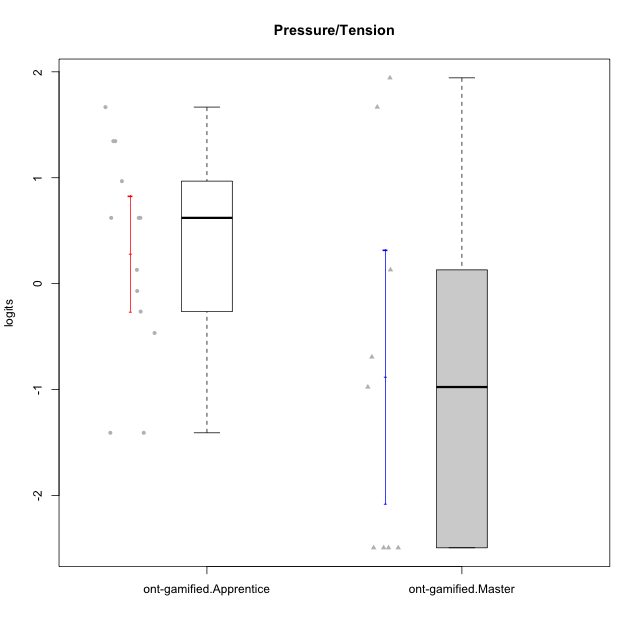 Pressure/Tension
logits
2
1
0
-1
-2
ont-gamified.Apprentice
ont-gamified.Master